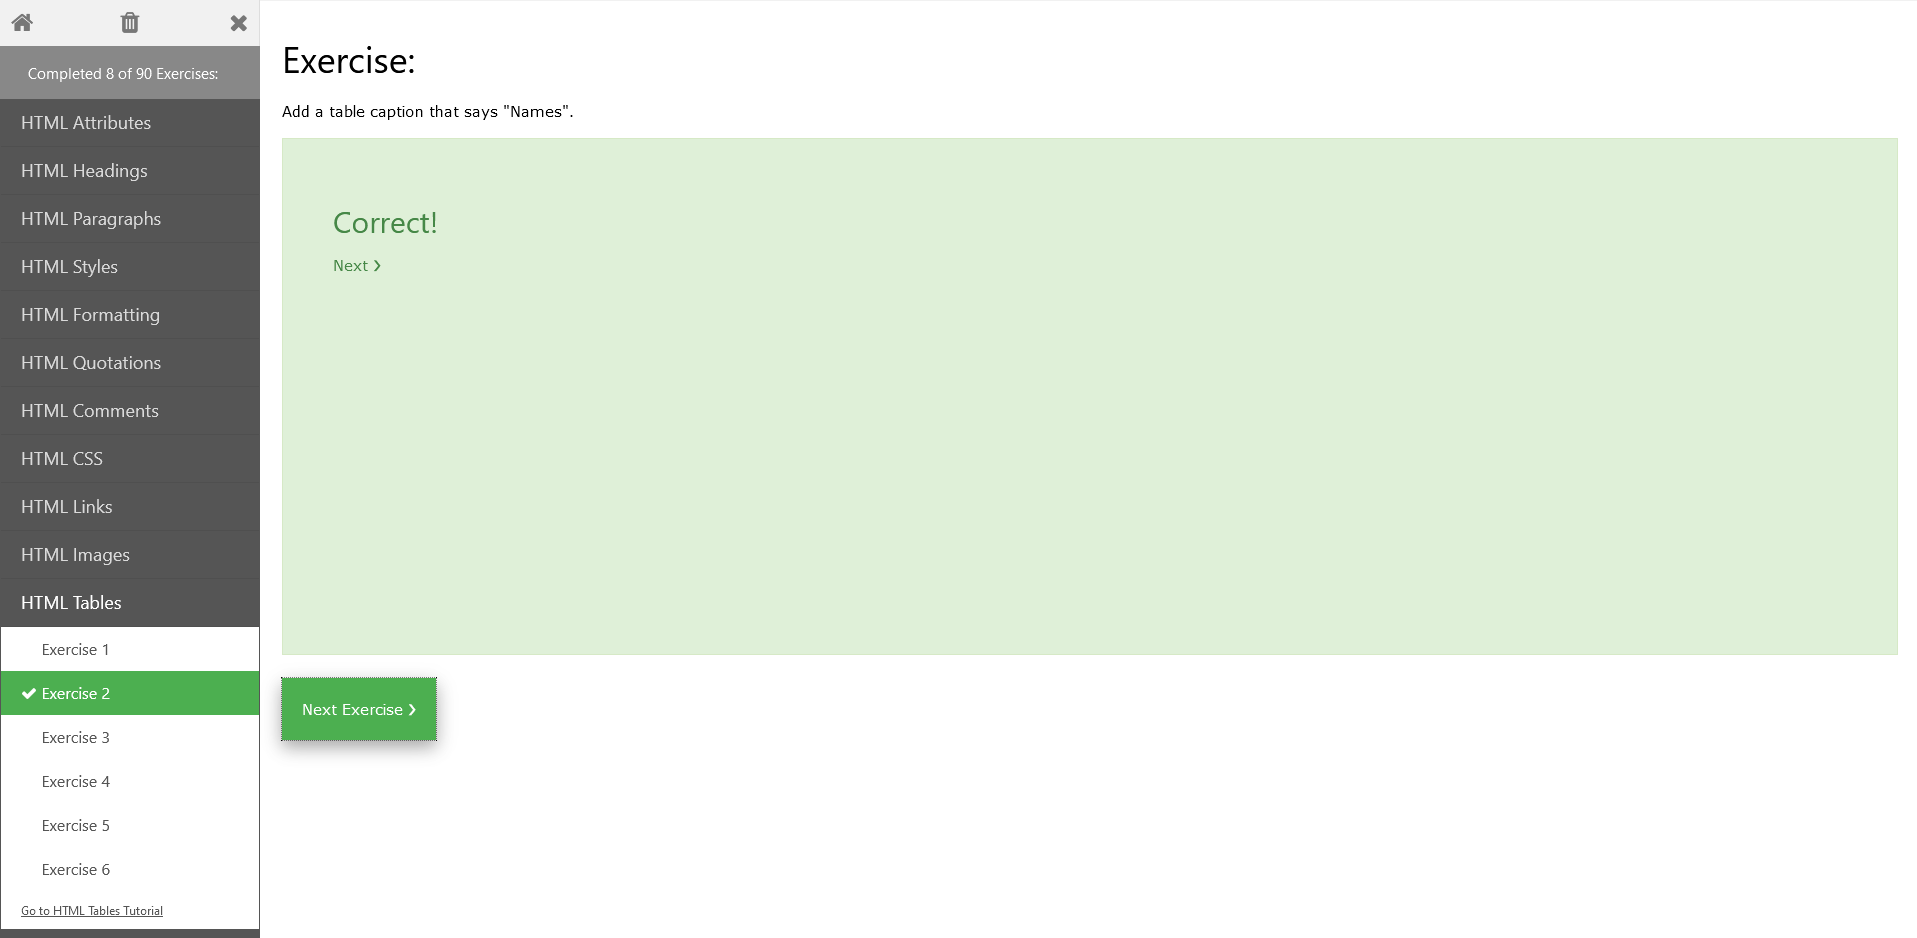 Completed 8 of 90 Exercises:
HTML Attributes
HTML Headings
HTML Paragraphs
HTML Styles
HTML Formatting
HTML Quotations
HTML Comments
HTML CSS
HTML Links
HTML Images
HTML Tables
Exercise 1
Exercise 2
Exercise 3
Exercise 4
Exercise 5
Exercise 6
Go to HTML Tables Tutorial
Exercise:
Add a table caption that says "Names".
Correct!
Next ❯
Next Exercise ❯